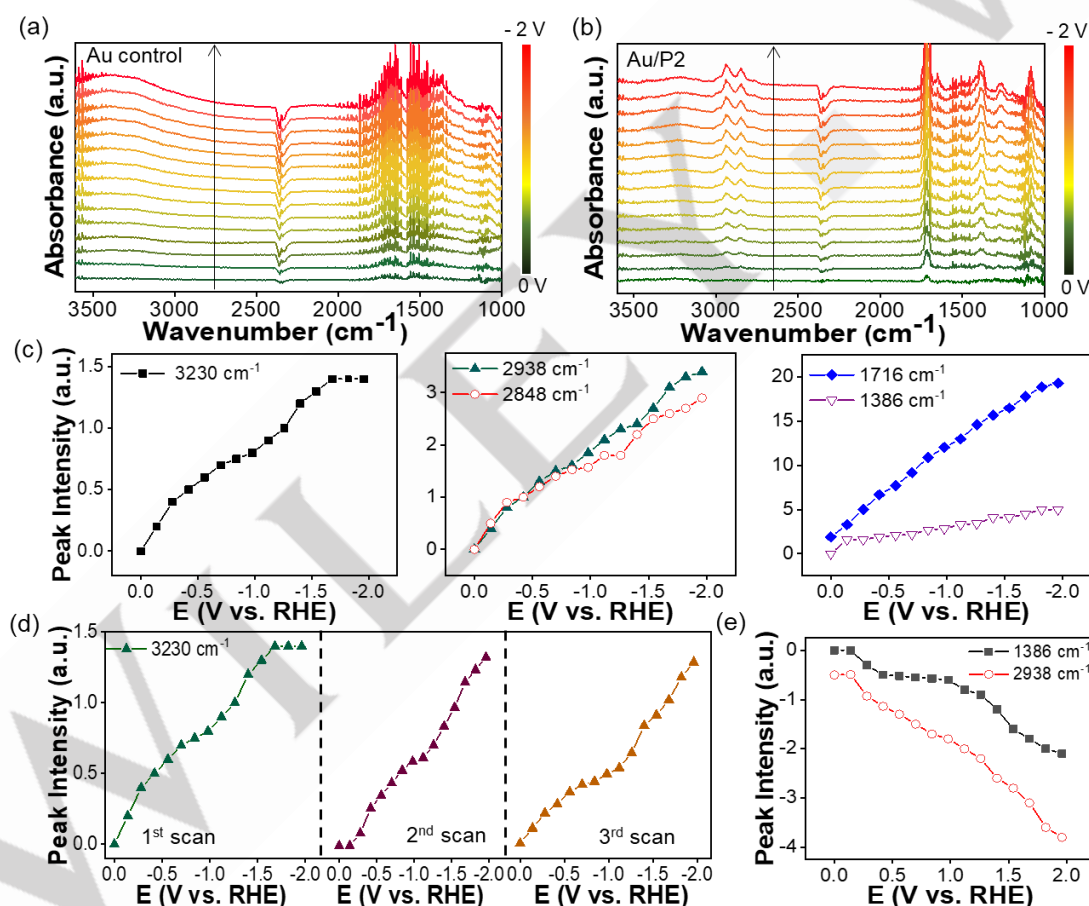 (a)
Au control
- 2 V
0 V
Absorbance (a.u.)
3500 3000 2500 2000 1500 1000
Wavenumber (cm-1)
(b)
Au/P2
- 2 V
0 V
Absorbance (a.u.)
3500 3000 2500 2000 1500 1000
Wavenumber (cm-1)
(c)
Peak Intensity (a.u.)
1.5
1.0
0.5
0.0
3230 cm-1
0.0 -0.5 -1.0 -1.5 -2.0
E (V vs. RHE)
3
2
1
0
2938 cm-1
2848 cm-1
0.0 -0.5 -1.0 -1.5 -2.0
E (V vs. RHE)
20
15
10
5
0
1716 cm-1
1386 cm-1
0.0 -0.5 -1.0 -1.5 -2.0
E (V vs. RHE)
(d)
Peak Intensity (a.u.)
1.5
1.0
0.5
0.0
3230 cm-1
1st scan
2nd scan
3rd scan
0.0 -0.5 -1.0 -1.5 -2.0
0.0 -0.5 -1.0 -1.5 -2.0
0.0 -0.5 -1.0 -1.5 -2.0
E (V vs. RHE)
E (V vs. RHE)
E (V vs. RHE)
(e)
Peak Intensity (a.u.)
0
-1
-2
-3
-4
1386 cm-1
2938 cm-1
0.0 0.5 1.0 1.5 2.0
E (V vs. RHE)
WILEY-V